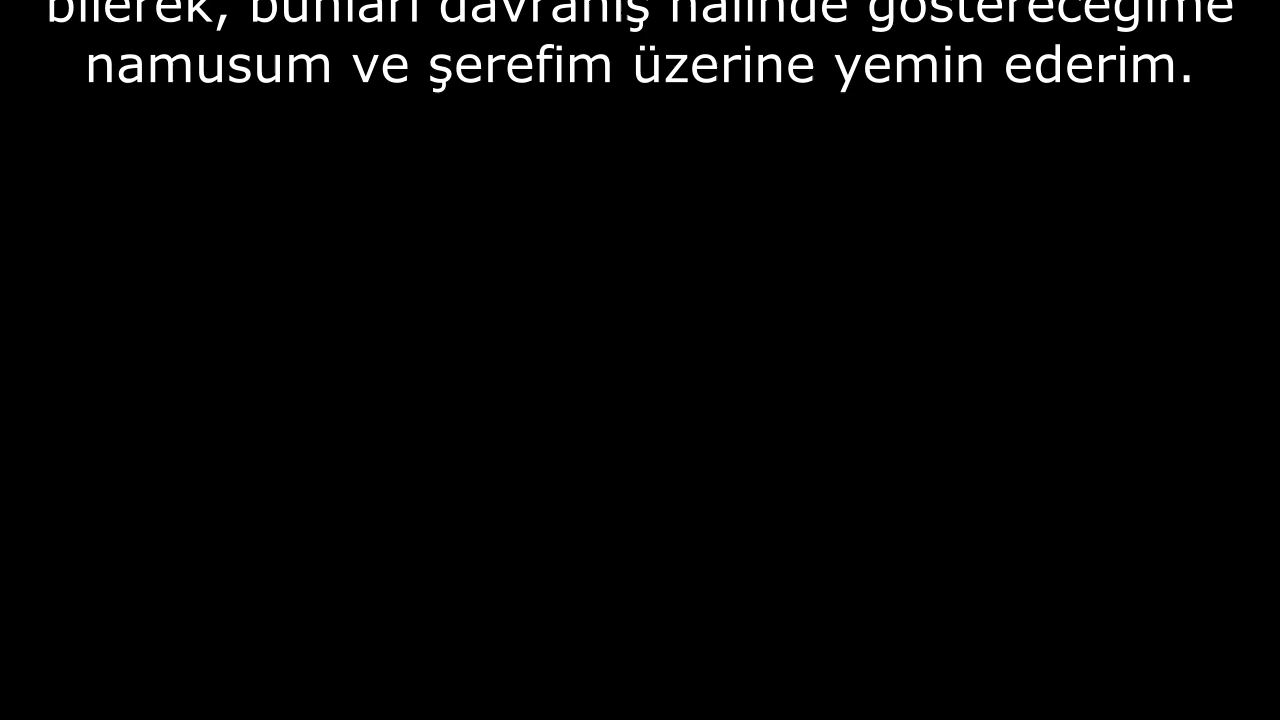 bilerek, bunları davranış halinde göstereceğime
namusum ve şerefim üzerine yemin ederim.